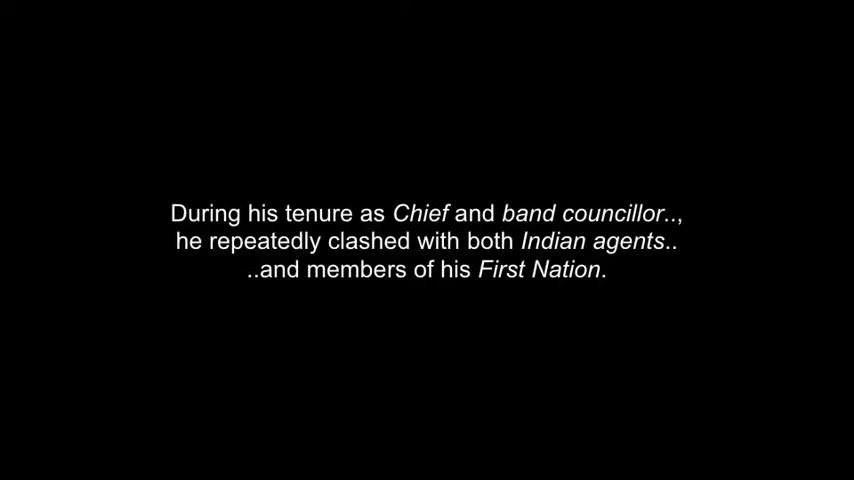 During his tenure as Chief and band councillor..,
he repeatedly clashed with both Indian agents..
..and members of his First Nation.